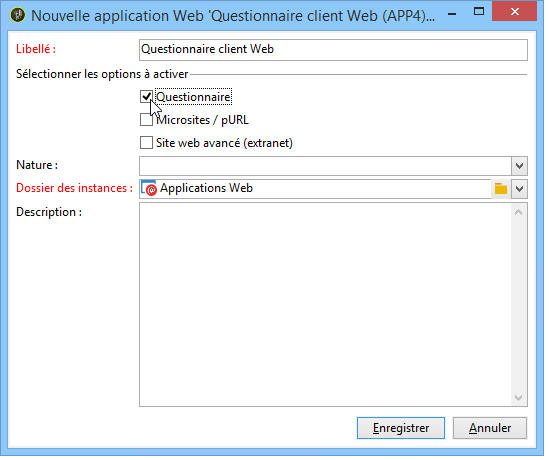 Nouvelle application Web 'Questionnaire client Web (APP4)...
Libellé : Questionnaire client Web
Sélectionner les options à activer
Questionnaire
Microsites / pURL
Site web avancé (extranet)
Nature :
Dossier des instances : Applications Web
Description :
Enregistrer Annuler